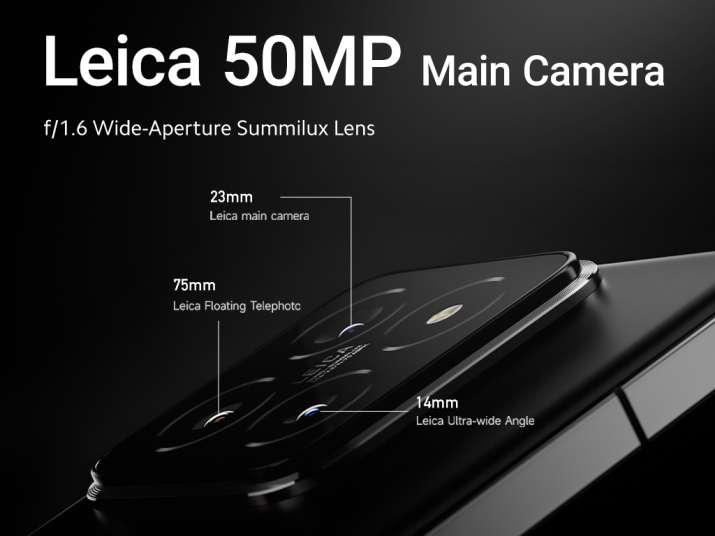 Leica 50MP Main Camera
f/1.6 Wide-Aperture Summilux Lens
23mm
Leica main camera
75mm
Leica Floating Telephoto
LEICA
14mm
Leica Ultra-wide Angle